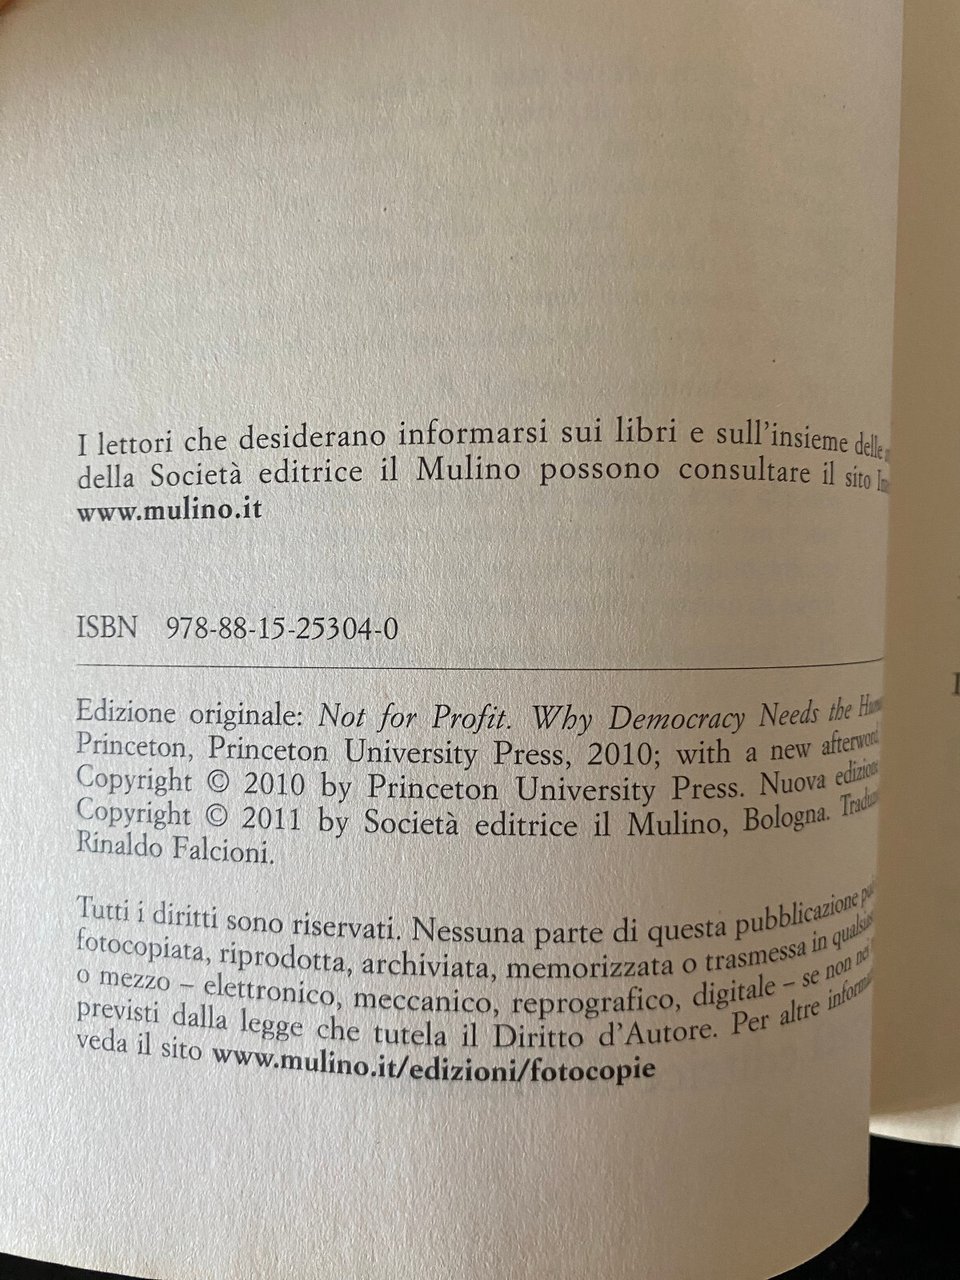 I lettori che desiderano informarsi sui libri e sull'insieme delle
della Società editrice il Mulino possono consultare il sito
www.mulino.it
ISBN 978-88-15-25304-0
Edizione originale: Not for Profit. Why Democracy Needs the
Princeton, Princeton University Press, 2010; with a new afterword
Copyright © 2010 by Princeton University Press. Nuova edizione
Copyright © 2011 by Società editrice il Mulino, Bologna.
Rinaldo Falcioni.
Tutti i diritti sono riservati. Nessuna parte di questa pubblicazione
fotocopiata, riprodotta, archiviata, memorizzata o trasmessa in
o mezzo – elettronico, meccanico, reprografico, digitale – se non nei
previsti dalla legge che tutela il Diritto d'Autore. Per altre
veda il sito www.mulino.it/edizioni/fotocopie